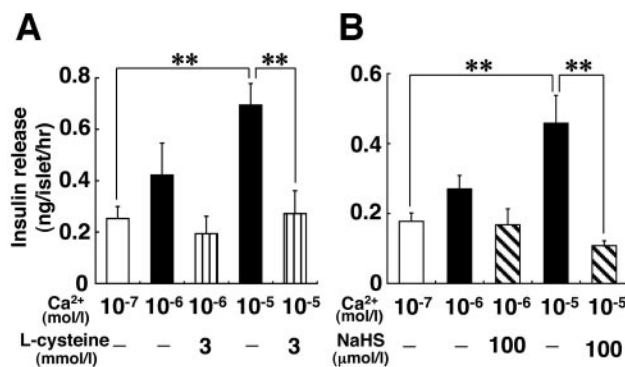 A
** **
Insulin release
(ng/islet/hr)
0.8
0.6
0.4
0.2
0
Ca²⁺
(mol/l)
10⁻⁷ 10⁻⁶ 10⁻⁶ 10⁻⁵ 10⁻⁵
L-cysteine
(mmol/l)
– – 3 – 3
B
** **
0.6
0.4
0.2
0
Ca²⁺
(mol/l)
10⁻⁷ 10⁻⁶ 10⁻⁶ 10⁻⁵ 10⁻⁵
NaHS
(μmol/l)
– – 100 – 100